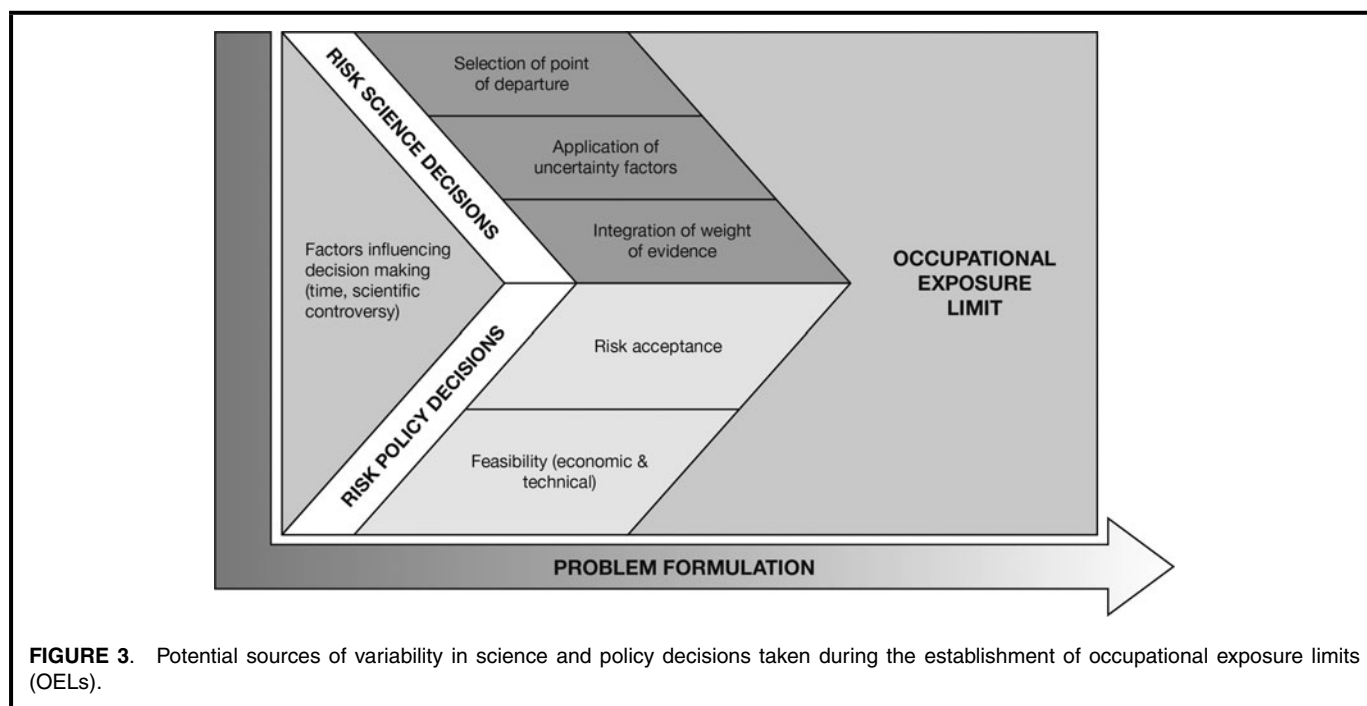 RISK SCIENCE DECISIONS
Selection of point
of departure
Application of
uncertainty factors
Integration of weight
of evidence
Factors influencing
decision making
(time, scientific
controversy)
OCCUPATIONAL
EXPOSURE
LIMIT
RISK POLICY DECISIONS
Risk acceptance
Feasibility (economic &
technical)
PROBLEM FORMULATION
FIGURE 3. Potential sources of variability in science and policy decisions taken during the establishment of occupational exposure limits
(OELs).